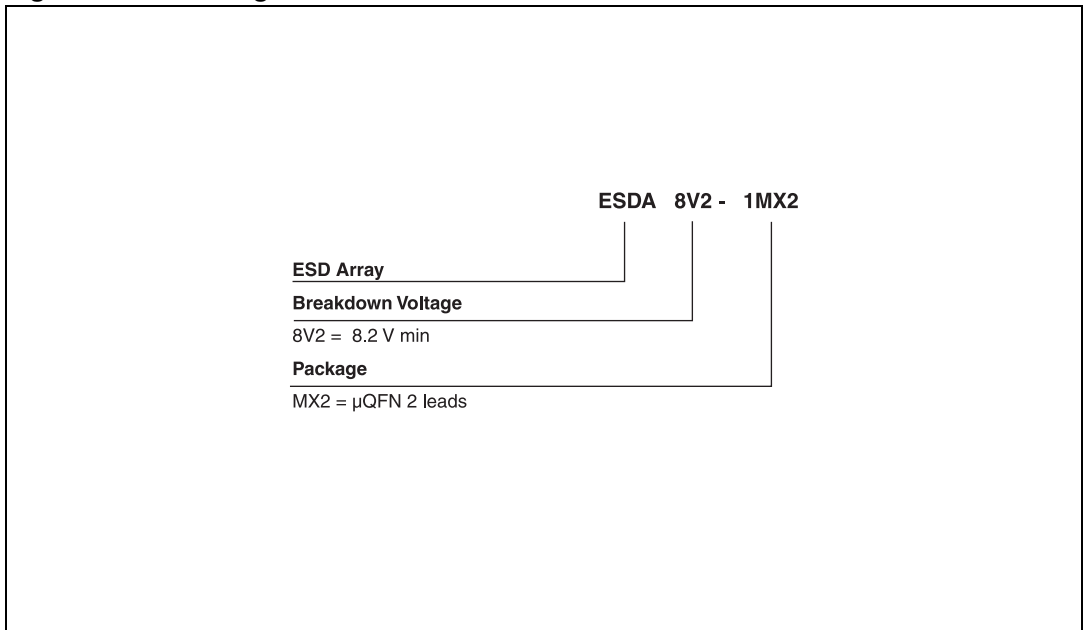 ESDA 8V2 - 1MX2
ESD Array
Breakdown Voltage
8V2 = 8.2 V min
Package
MX2 = µQFN 2 leads